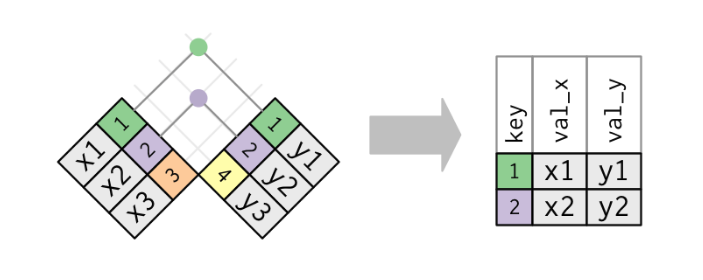 1 x1
2 x2
3 x3
1 y1
2 y2
4 y3
key val_x val_y
1 x1 y1
2 x2 y2